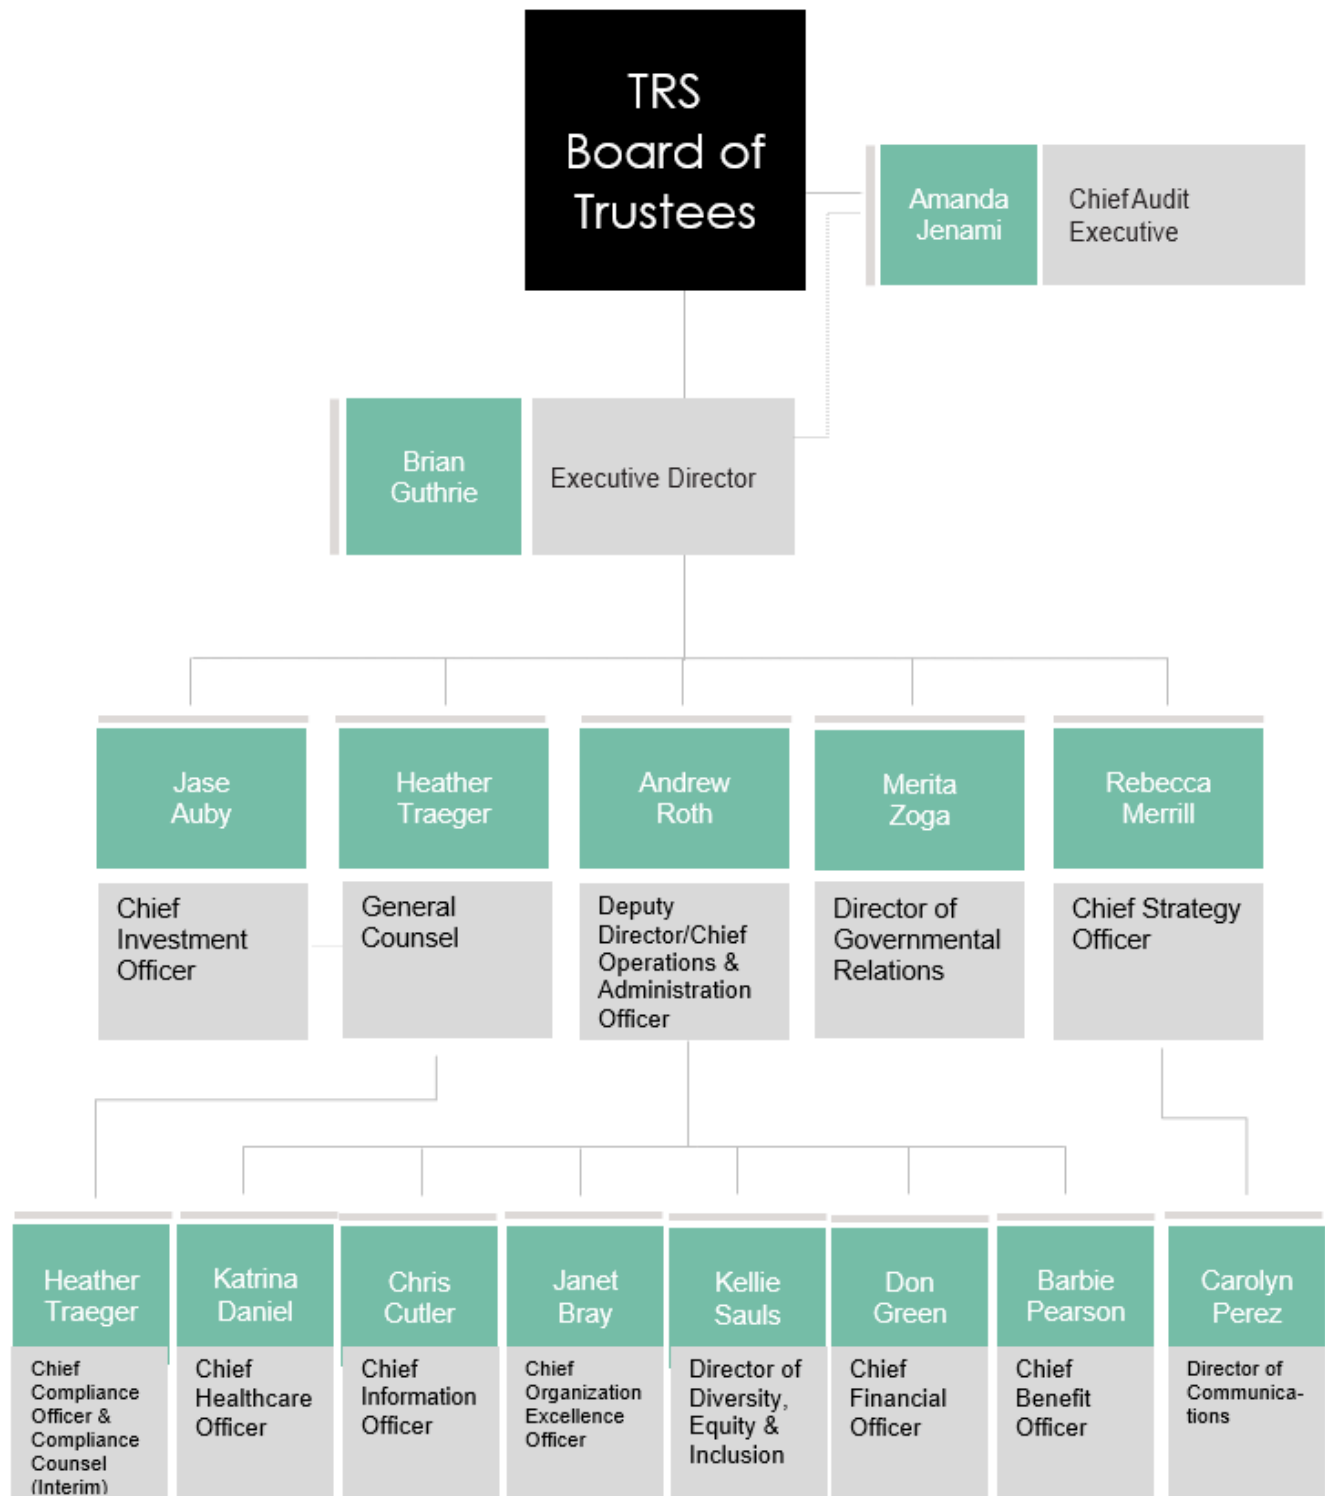 TRS
Board of
Trustees
Amanda
Jenami
Chief Audit
Executive
Brian
Guthrie
Executive Director
Jase
Auby
Chief
Investment
Officer
Heather
Traeger
General
Counsel
Andrew
Roth
Deputy
Director/Chief
Operations &
Administration
Officer
Merita
Zoga
Director of
Governmental
Relations
Rebecca
Merrill
Chief Strategy
Officer
Heather
Traeger
Chief
Compliance
Officer &
Compliance
Counsel
(Interim)
Katrina
Daniel
Chief
Healthcare
Officer
Chris
Cutler
Chief
Information
Officer
Janet
Bray
Chief
Organization
Excellence
Officer
Kellie
Sauls
Director of
Diversity,
Equity &
Inclusion
Don
Green
Chief
Financial
Officer
Barbie
Pearson
Chief
Benefit
Officer
Carolyn
Perez
Director of
Communica-
tions